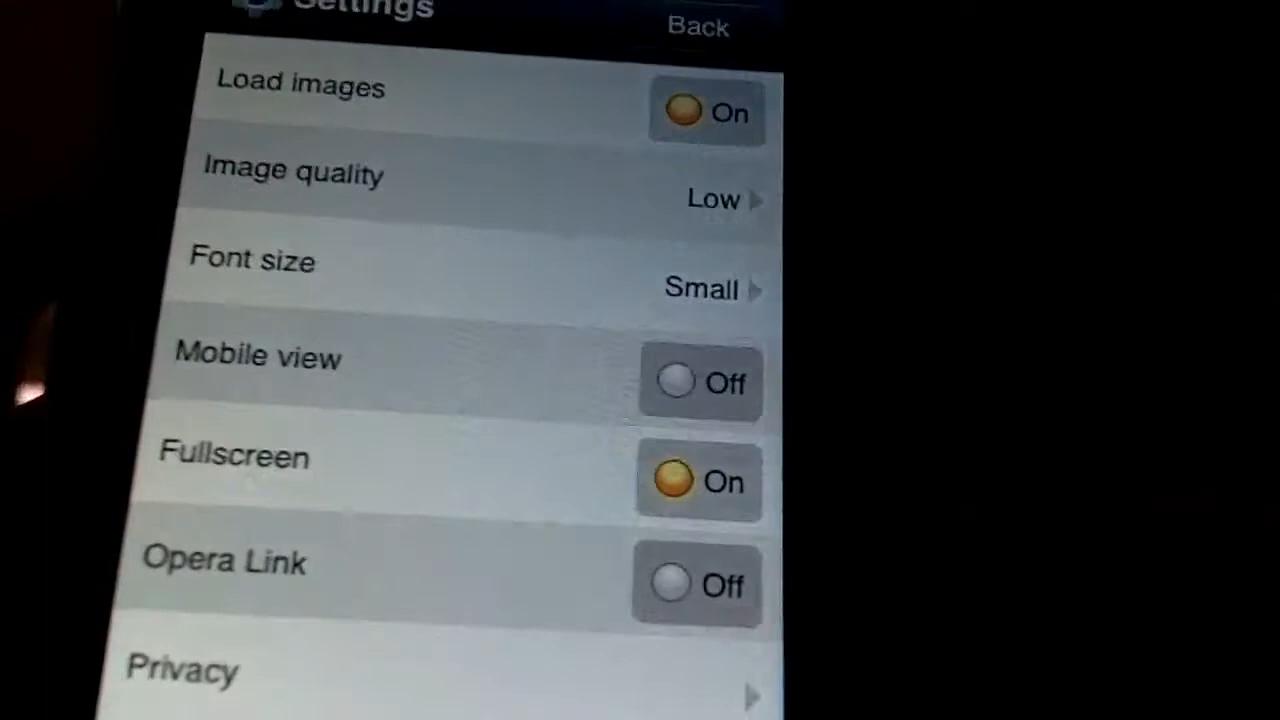 Settings
Back
Load images
On
Image quality
Low
Font size
Small
Mobile view
Off
Fullscreen
On
Opera Link
Off
Privacy